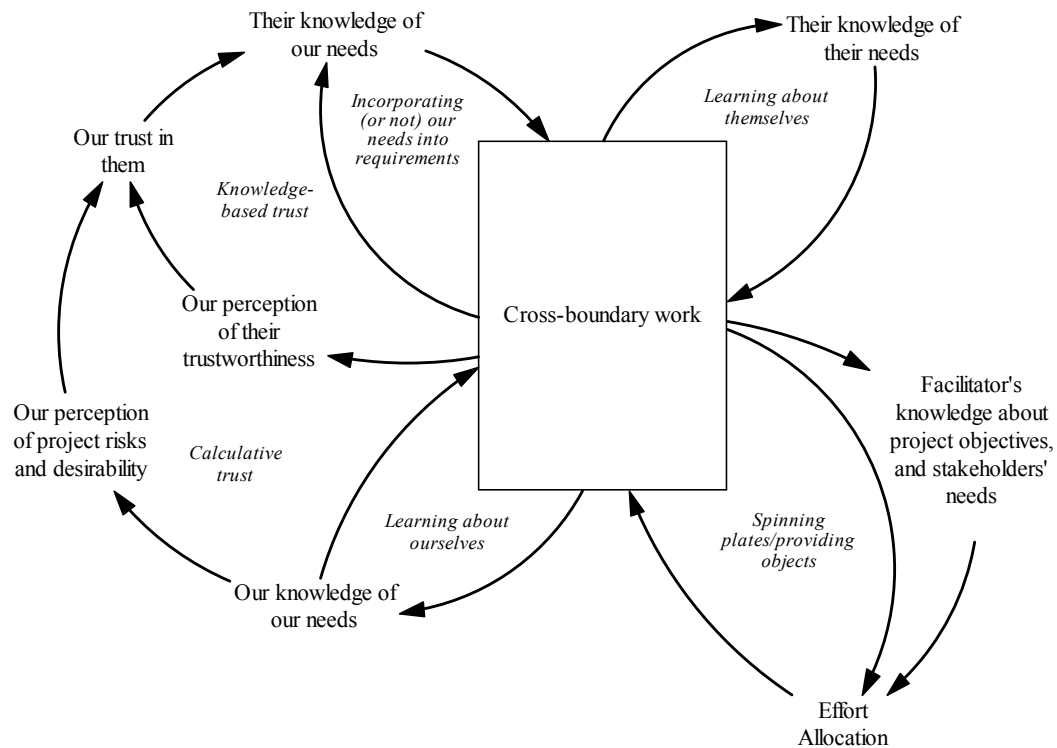 Their knowledge of
our needs
Their knowledge of
their needs
Incorporating
(or not) our
needs into
requirements
Learning about
themselves
Our trust in
them
Knowledge-
based trust
Our perception
of their
trustworthiness
Cross-boundary work
Our perception
of project risks
and desirability
Calculative
trust
Facilitator's
knowledge about
project objectives,
and stakeholders'
needs
Learning about
ourselves
Spinning
plates/providing
objects
Our knowledge of
our needs
Effort
Allocation